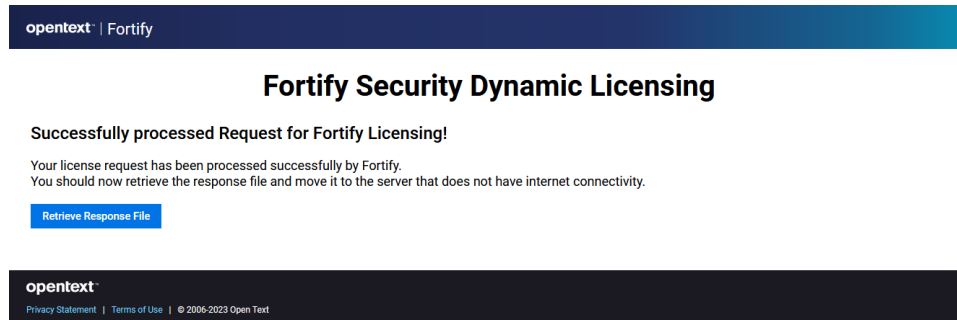 opentext™ | Fortify
Fortify Security Dynamic Licensing
Successfully processed Request for Fortify Licensing!
Your license request has been processed successfully by Fortify.
You should now retrieve the response file and move it to the server that does not have internet connectivity.
Retrieve Response File
opentext™
Privacy Statement | Terms of Use | © 2006-2023 Open Text